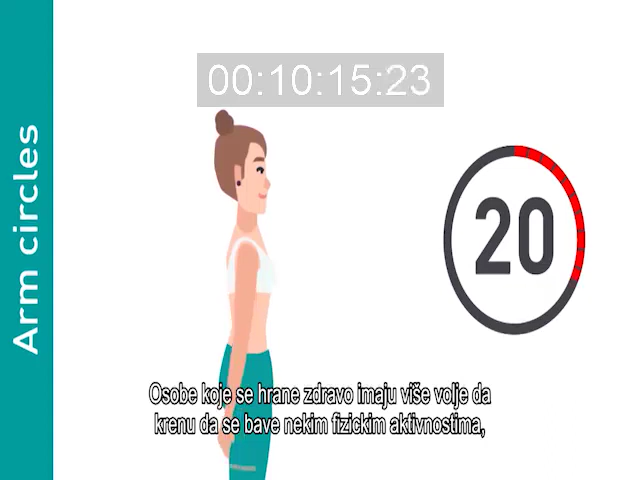 00:10:15:23
Arm circles
20
Osobe koje se hrane zdravo imaju više volje da
krenu da se bave nekim fizickim aktivnostima,